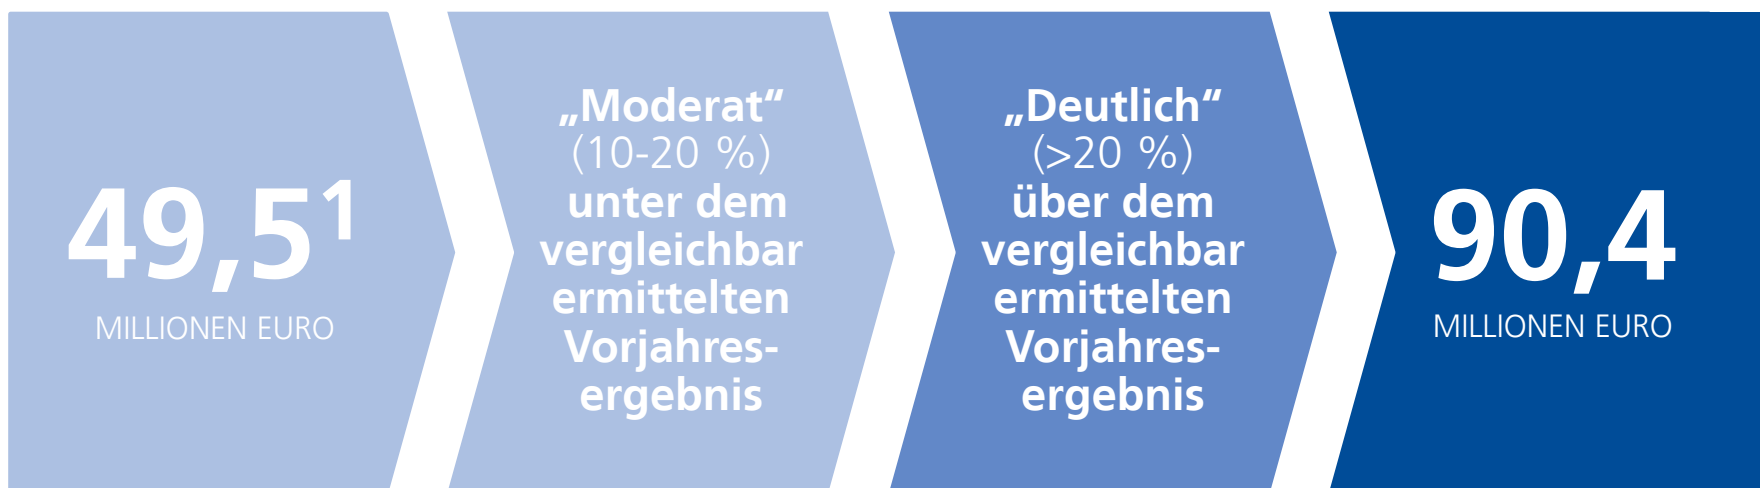 49,5¹
MILLIONEN EURO
„Moderat“
(10-20 %)
unter dem
vergleichbar
ermittelten
Vorjahres-
ergebnis
„Deutlich“
(>20 %)
über dem
vergleichbar
ermittelten
Vorjahres-
ergebnis
90,4
MILLIONEN EURO